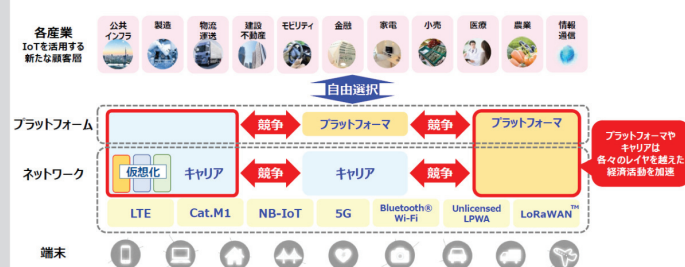 各産業
IoTを活用する
新たな顧客層
公共
インフラ
製造
物流
運送
建設
不動産
モビリティ
金融
家電
小売
医療
農業
情報
通信
自由選択
プラットフォーム
競争
プラットフォーマ
競争
プラットフォーマ
プラットフォーマや
キャリアは
各々のレイヤを越えた
経済活動を加速
ネットワーク
仮想化
キャリア
競争
キャリア
競争
LTE
Cat.M1
NB-IoT
5G
Bluetooth®
Wi-Fi
Unlicensed
LPWA
LoRaWAN™
端末